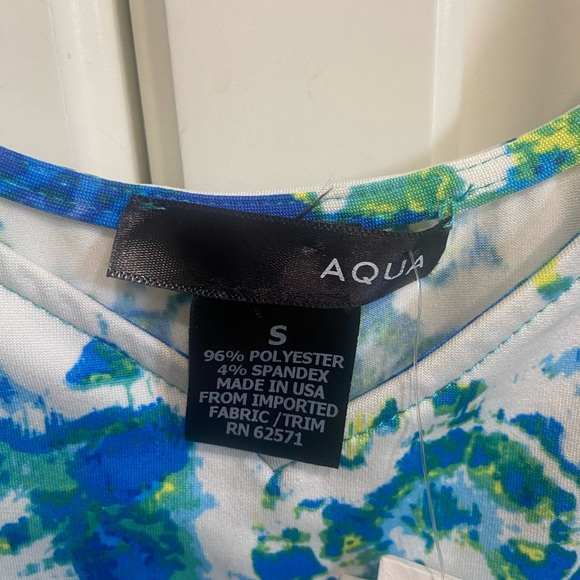 AQUA
S
96% POLYESTER
4% SPANDEX
MADE IN USA
FROM IMPORTED
FABRIC /TRIM
RN 62571